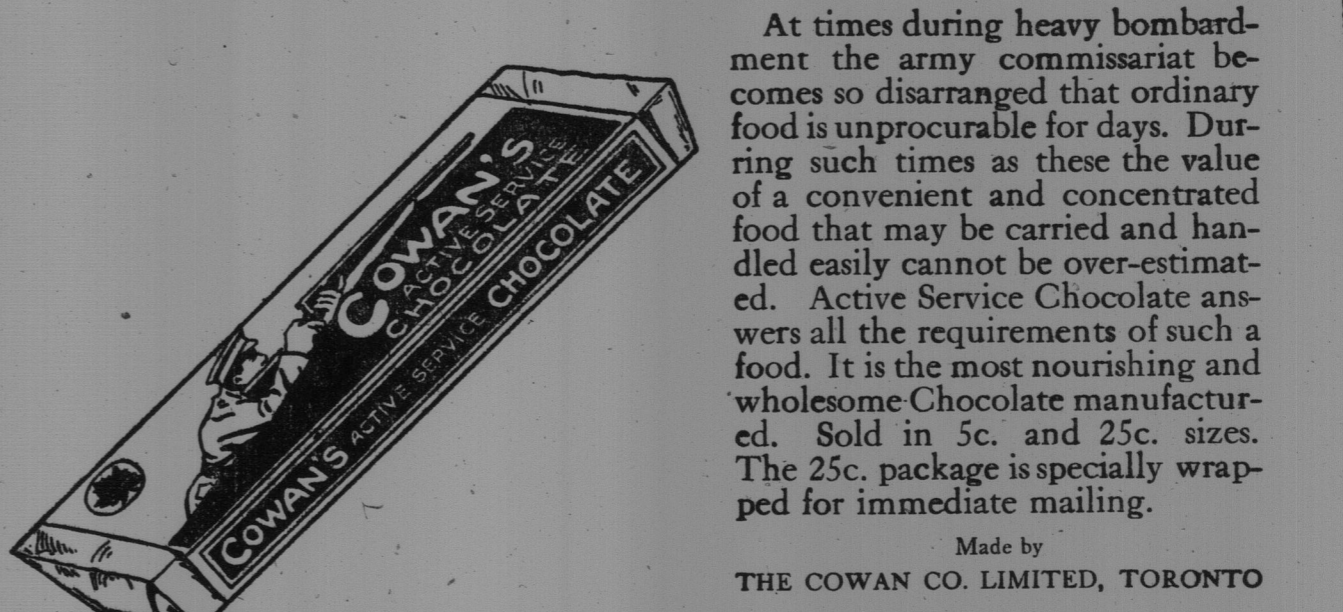 COWAN'S
ACTIVE SERVICE
CHOCOLATE
COWAN'S ACTIVE SERVICE CHOCOLATE
At times during heavy bombard-
ment the army commissariat be-
comes so disarranged that ordinary
food is unprocurable for days. Dur-
ring such times as these the value
of a convenient and concentrated
food that may be carried and han-
dled easily cannot be over-estimat-
ed. Active Service Chocolate ans-
wers all the requirements of such a
food. It is the most nourishing and
wholesome Chocolate manufactur-
ed. Sold in 5c. and 25c. sizes.
The 25c. package is specially wrap-
ped for immediate mailing.
Made by
THE COWAN CO. LIMITED, TORONTO